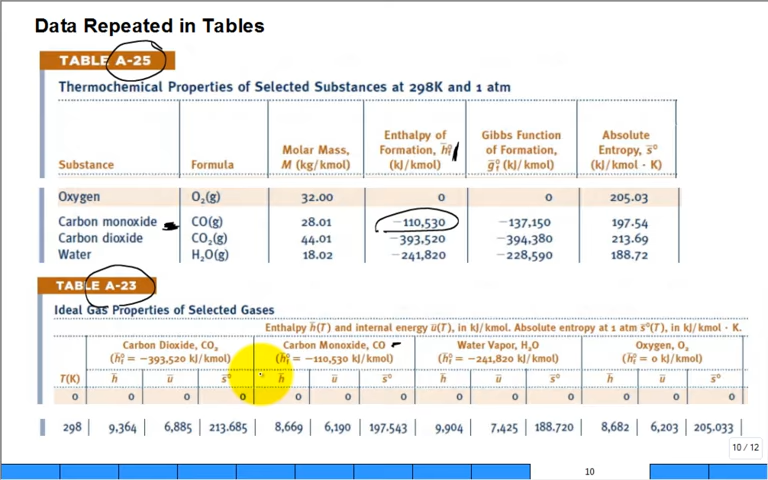 Data Repeated in Tables
TABLE A-25
Thermochemical Properties of Selected Substances at 298K and 1 atm
Substance Formula Molar Mass, M (kg/kmol) Enthalpy of Formation, h̄°f (kJ/kmol) Gibbs Function of Formation, ḡ°f (kJ/kmol) Absolute Entropy, s̄° (kJ/kmol · K)
Oxygen O₂(g) 32.00 0 0 205.03
Carbon monoxide CO(g) 28.01 −110,530 −137,150 197.54
Carbon dioxide CO₂(g) 44.01 −393,520 −394,380 213.69
Water H₂O(g) 18.02 −241,820 −228,590 188.72
TABLE A-23
Ideal Gas Properties of Selected Gases
Enthalpy h̄(T) and internal energy ū(T), in kJ/kmol. Absolute entropy at 1 atm s̄°(T), in kJ/kmol · K.
Carbon Dioxide, CO₂ Carbon Monoxide, CO Water Vapor, H₂O Oxygen, O₂
(h̄°f = −393,520 kJ/kmol) (h̄°f = −110,530 kJ/kmol) (h̄°f = −241,820 kJ/kmol) (h̄°f = 0 kJ/kmol)
T(K) h̄ ū s̄° h̄ ū s̄° h̄ ū s̄° h̄ ū s̄°
0 0 0 0 0 0 0 0 0 0 0 0 0
298 9,364 6,885 213.685 8,669 6,190 197.543 9,904 7,425 188.720 8,682 6,203 205.033
10 / 12
10